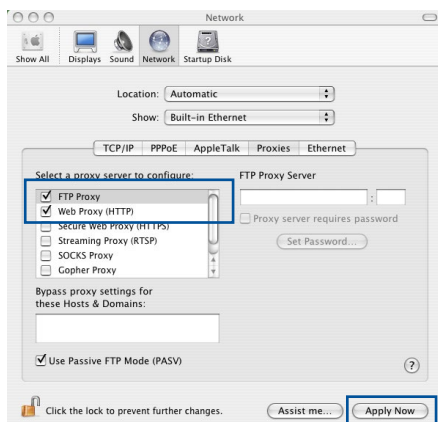 Network
Show All Displays Sound Network Startup Disk
Location: Automatic
Show: Built-in Ethernet
TCP/IP PPPoE AppleTalk Proxies Ethernet
Select a proxy server to configure: FTP Proxy Server
FTP Proxy
Web Proxy (HTTP)
:
Secure Web Proxy (HTTPS)
Proxy server requires password
Streaming Proxy (RTSP)
Set Password...
SOCKS Proxy
Gopher Proxy
Bypass proxy settings for
these Hosts & Domains:
Use Passive FTP Mode (PASV)
?
Click the lock to prevent further changes. Assist me... Apply Now